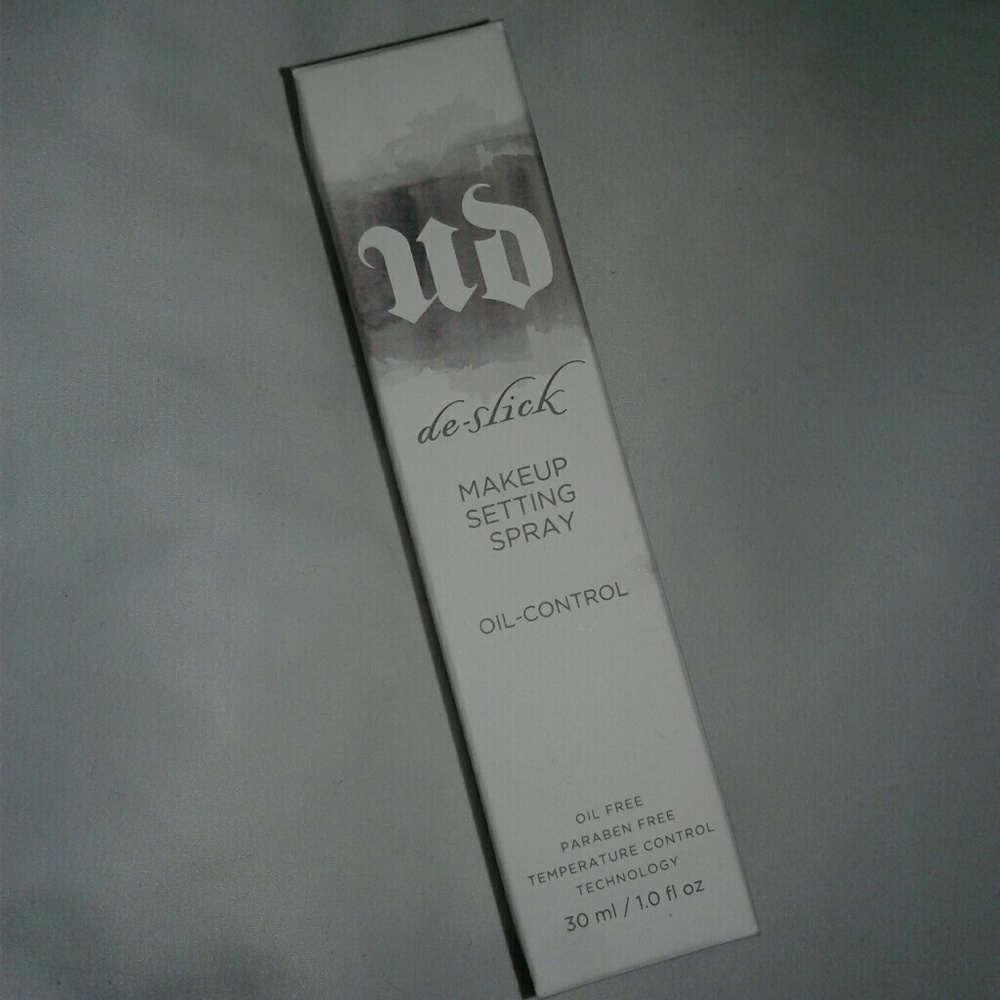 ud
de-slick
MAKEUP
SETTING
SPRAY
OIL-CONTROL
OIL FREE
PARABEN FREE
TEMPERATURE CONTROL
TECHNOLOGY
30 ml / 1.0 fl oz